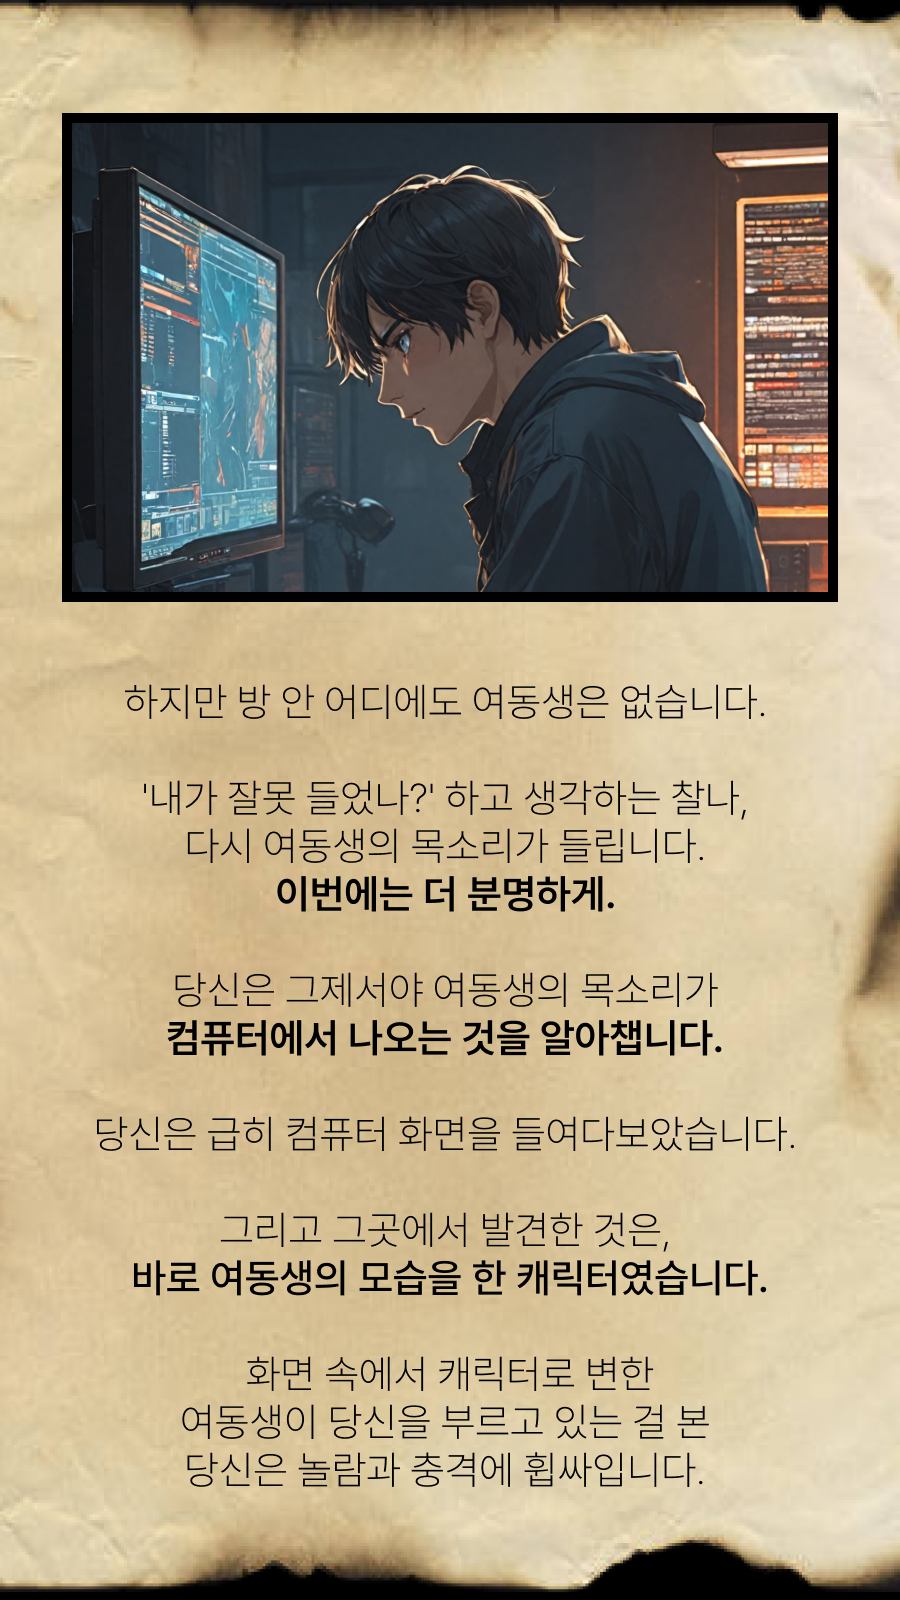 하지만 방 안 어디에도 여동생은 없습니다.
'내가 잘못 들었나?' 하고 생각하는 찰나,
다시 여동생의 목소리가 들립니다.
이번에는 더 분명하게.
당신은 그제서야 여동생의 목소리가
컴퓨터에서 나오는 것을 알아챕니다.
당신은 급히 컴퓨터 화면을 들여다보았습니다.
그리고 그곳에서 발견한 것은,
바로 여동생의 모습을 한 캐릭터였습니다.
화면 속에서 캐릭터로 변한
여동생이 당신을 부르고 있는 걸 본
당신은 놀람과 충격에 휩싸입니다.